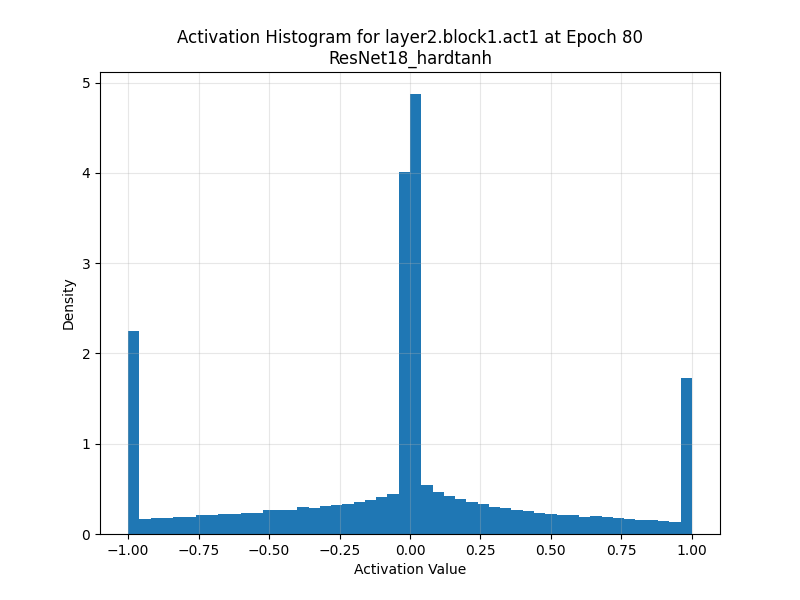 Activation Histogram for layer2.block1.act1 at Epoch 80
ResNet18_hardtanh
Density
5
4
3
2
1
0
−1.00 −0.75 −0.50 −0.25 0.00 0.25 0.50 0.75 1.00
Activation Value